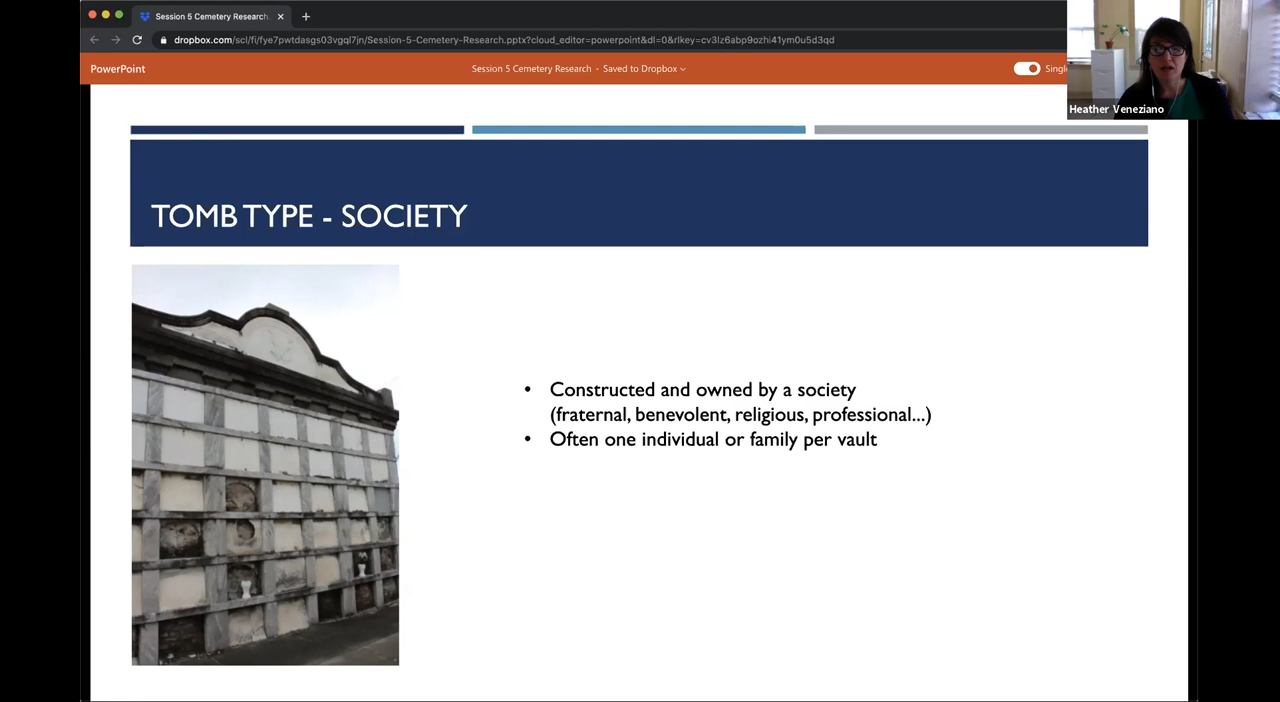 Session 5 Cemetery Research.
dropbox.com/scl/fi/fye7pwtdasgs03vgql7jn/Session-5-Cemetery-Research.pptx?cloud_editor=powerpoint&dl=0&rlkey=cv3lz6abp9ozhi41ym0u5d3qd
PowerPoint
Session 5 Cemetery Research - Saved to Dropbox
Singl
Heather Veneziano
TOMB TYPE - SOCIETY
• Constructed and owned by a society
(fraternal, benevolent, religious, professional...)
• Often one individual or family per vault